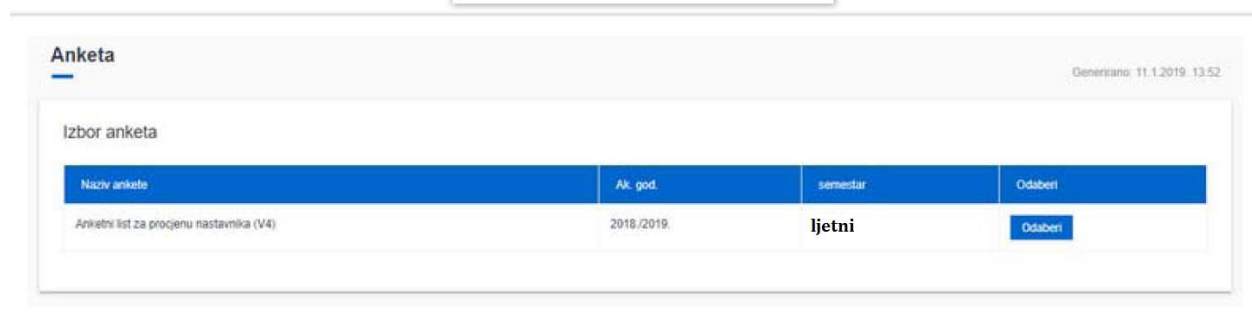 Anketa
Generirano: 11.1.2019. 13:52
Izbor anketa
Naziv ankete Ak. god. semestar Odaberi
Anketni list za procjenu nastavnika (V4) 2018./2019. ljetni Odaberi